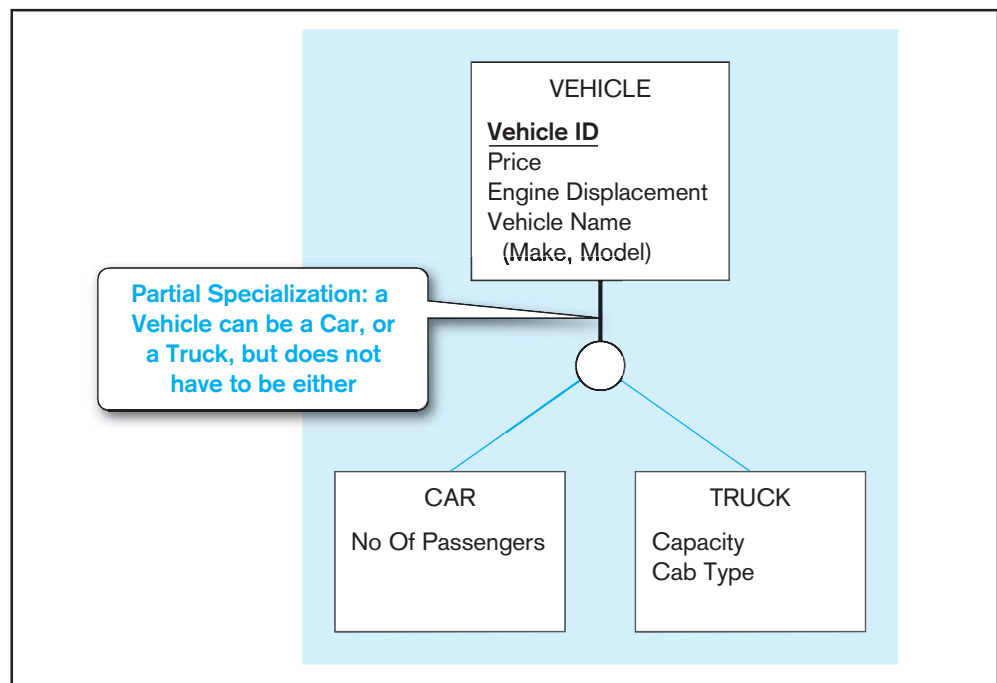 VEHICLE
Vehicle ID
Price
Engine Displacement
Vehicle Name
(Make, Model)
Partial Specialization: a
Vehicle can be a Car, or
a Truck, but does not
have to be either
CAR
No Of Passengers
TRUCK
Capacity
Cab Type